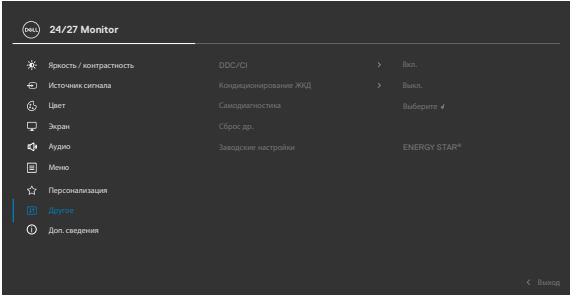 DELL 24/27 Monitor
Яркость / контрастность DDC/CI > Вкл.
Источник сигнала Кондиционирование ЖКД > Выкл.
Цвет Самодиагностика Выберите √
Экран Сброс др.
Аудио Заводские настройки ENERGY STAR®
Меню
Персонализация
Другое
Доп. сведения
< Выход